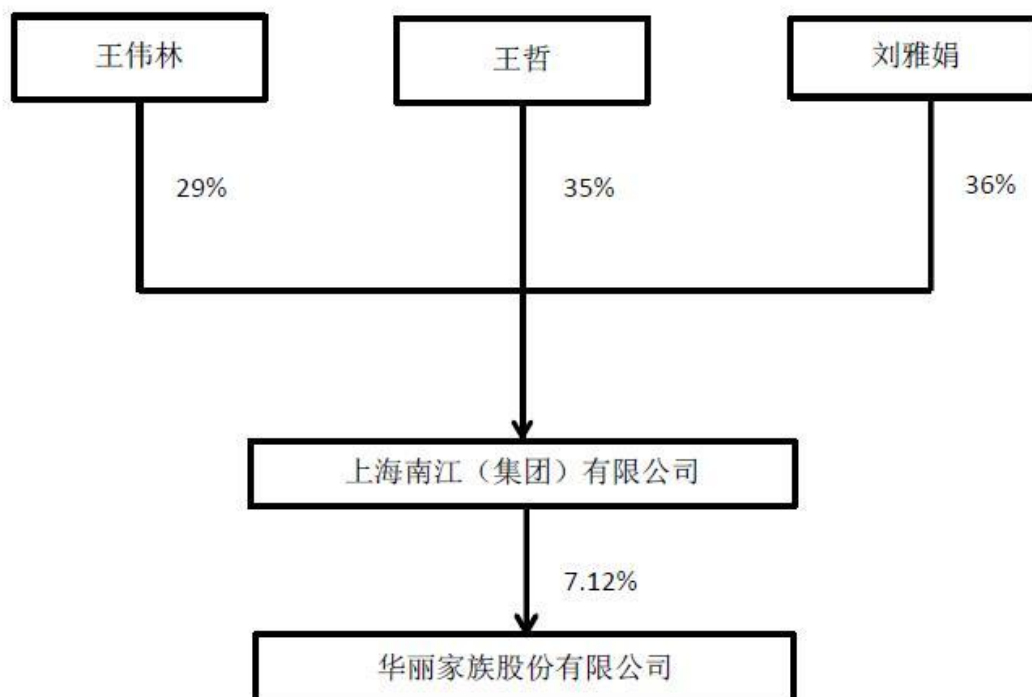 王伟林
王哲
刘雅娟
29%
35%
36%
上海南江（集团）有限公司
7.12%
华丽家族股份有限公司